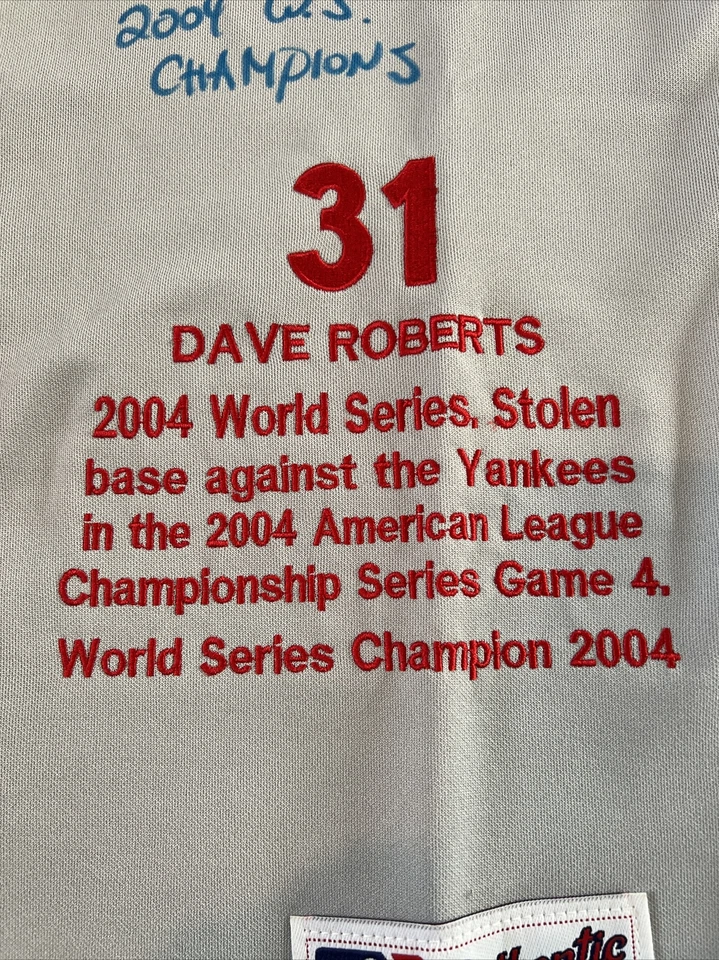 2004 W.S.
CHAMPIONS
31
DAVE ROBERTS
2004 World Series. Stolen
base against the Yankees
in the 2004 American League
Championship Series Game 4.
World Series Champion 2004